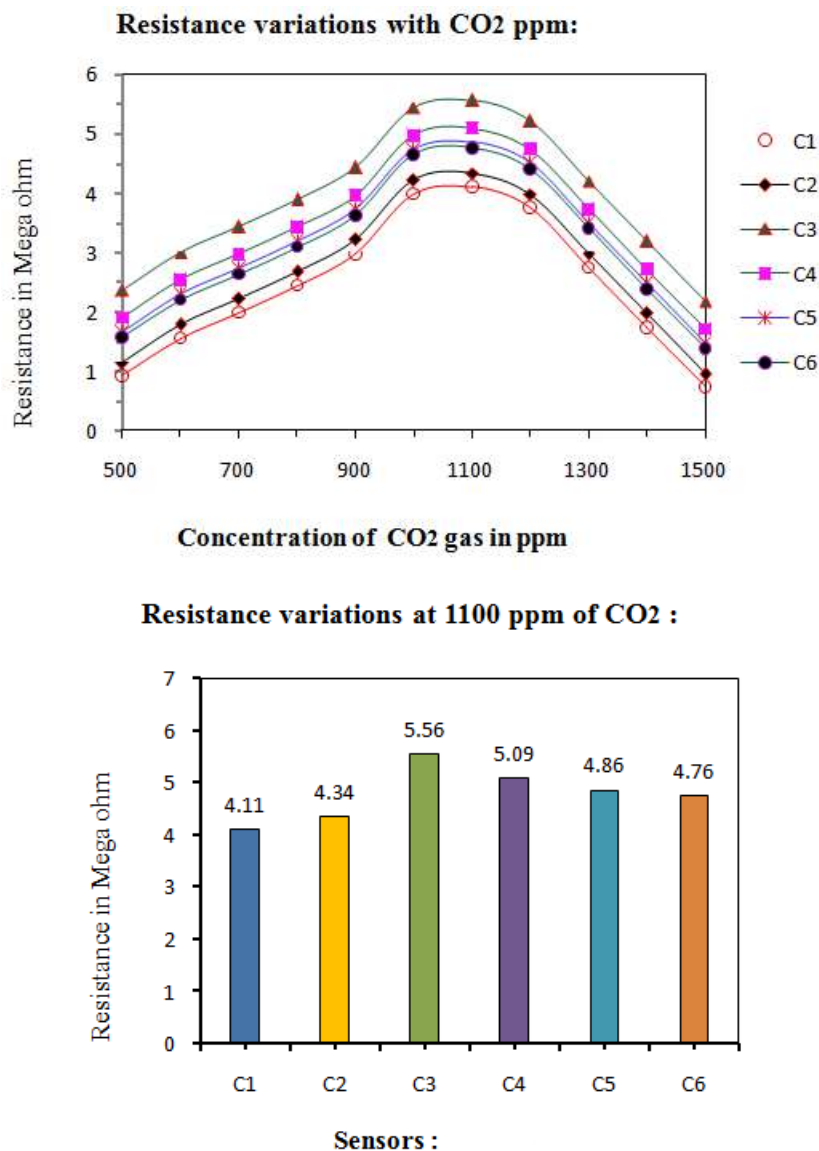 Resistance variations with CO2 ppm:
6
5
4
3
2
1
0
Resistance in Mega ohm
500 700 900 1100 1300 1500
Concentration of CO2 gas in ppm
C1
C2
C3
C4
C5
C6
Resistance variations at 1100 ppm of CO2 :
7
6
5
4
3
2
1
0
Resistance in Mega ohm
4.11 4.34 5.56 5.09 4.86 4.76
C1 C2 C3 C4 C5 C6
Sensors :